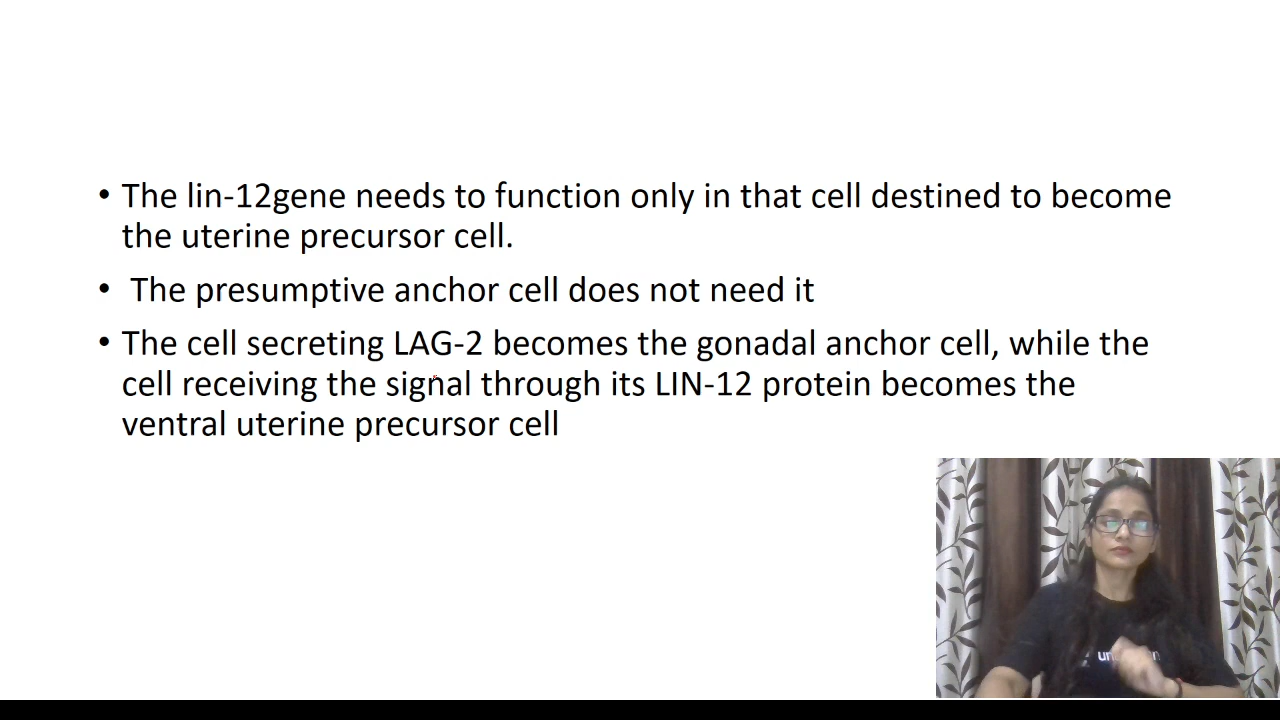 • The lin-12gene needs to function only in that cell destined to become
the uterine precursor cell.
• The presumptive anchor cell does not need it
• The cell secreting LAG-2 becomes the gonadal anchor cell, while the
cell receiving the signal through its LIN-12 protein becomes the
ventral uterine precursor cell